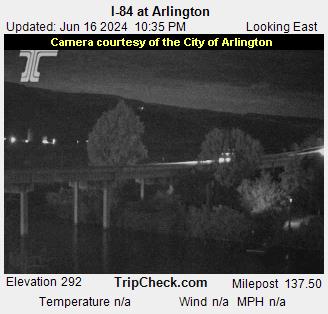 I-84 at Arlington
Updated: Jun 16 2024 10:35 PM Looking East
Camera courtesy of the City of Arlington
Elevation 292 TripCheck.com Milepost 137.50
Temperature n/a Wind n/a MPH n/a